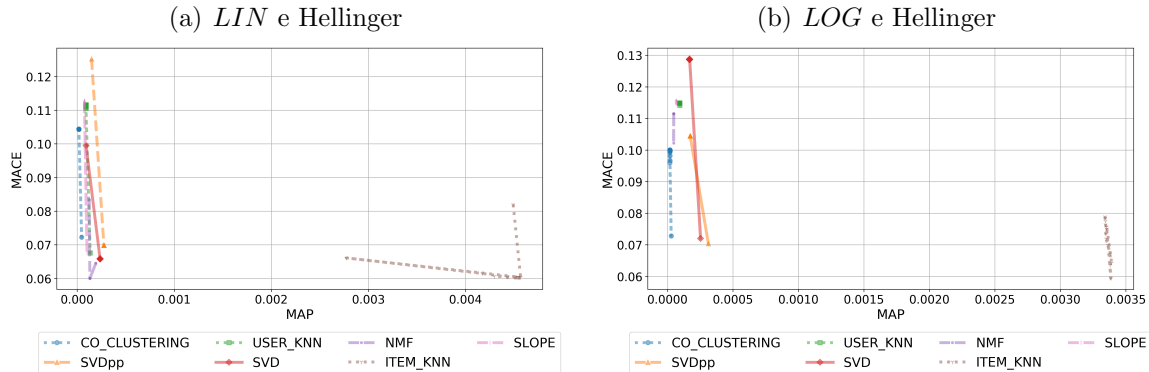 (a) LIN e Hellinger
(b) LOG e Hellinger
0.12
0.11
0.10
0.09
0.08
0.07
0.06
MACE
0.000
0.001
0.002
0.003
0.004
MAP
CO_CLUSTERING
USER_KNN
NMF
SLOPE
SVDpp
SVD
ITEM_KNN
0.13
0.12
0.11
0.10
0.09
0.08
0.07
0.06
MACE
0.0000
0.0005
0.0010
0.0015
0.0020
0.0025
0.0030
0.0035
MAP
CO_CLUSTERING
USER_KNN
NMF
SLOPE
SVDpp
SVD
ITEM_KNN